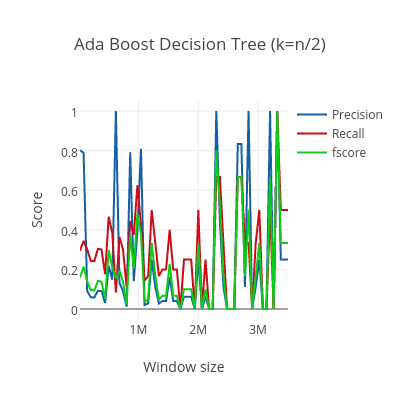 Ada Boost Decision Tree (k=n/2)
Precision
Recall
fscore
Score
1
0.8
0.6
0.4
0.2
0
1M
2M
3M
Window size